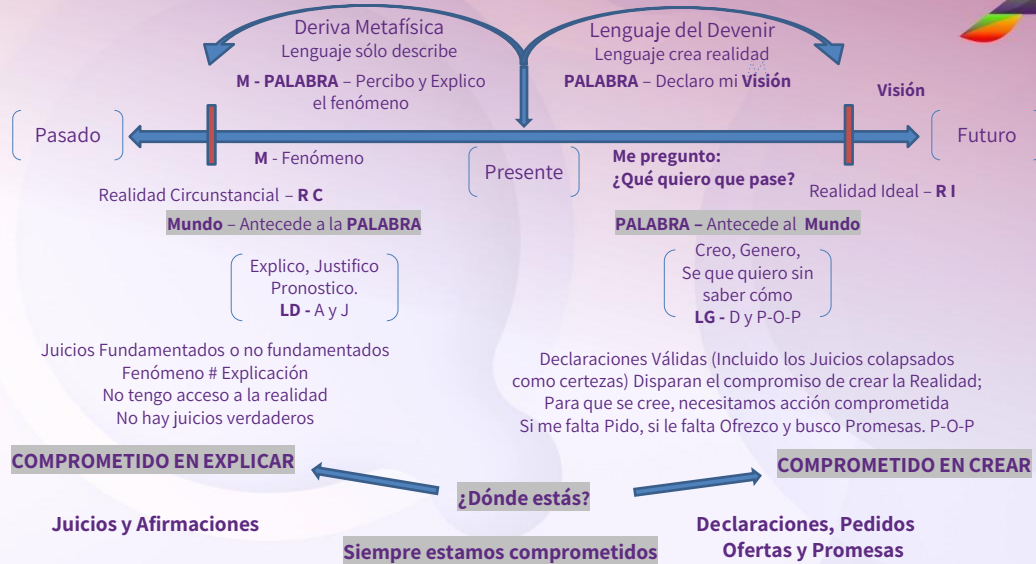 Deriva Metafísica
Lenguaje sólo describe
M - PALABRA – Percibo y Explico
el fenómeno
Lenguaje del Devenir
Lenguaje crea realidad
PALABRA – Declaro mi Visión
Visión
Pasado
M - Fenómeno
Presente
Me pregunto:
¿Qué quiero que pase?
Futuro
Realidad Circunstancial – R C
Realidad Ideal – R I
Mundo – Antecede a la PALABRA
PALABRA – Antecede al Mundo
Explico, Justifico
Pronostico.
LD - A y J
Creo, Genero,
Se que quiero sin
saber cómo
LG - D y P-O-P
Juicios Fundamentados o no fundamentados
Fenómeno # Explicación
No tengo acceso a la realidad
No hay juicios verdaderos
Declaraciones Válidas (Incluido los Juicios colapsados
como certezas) Disparan el compromiso de crear la Realidad;
Para que se cree, necesitamos acción comprometida
Si me falta Pido, si le falta Ofrezco y busco Promesas. P-O-P
COMPROMETIDO EN EXPLICAR
COMPROMETIDO EN CREAR
¿Dónde estás?
Juicios y Afirmaciones
Declaraciones, Pedidos
Ofertas y Promesas
Siempre estamos comprometidos